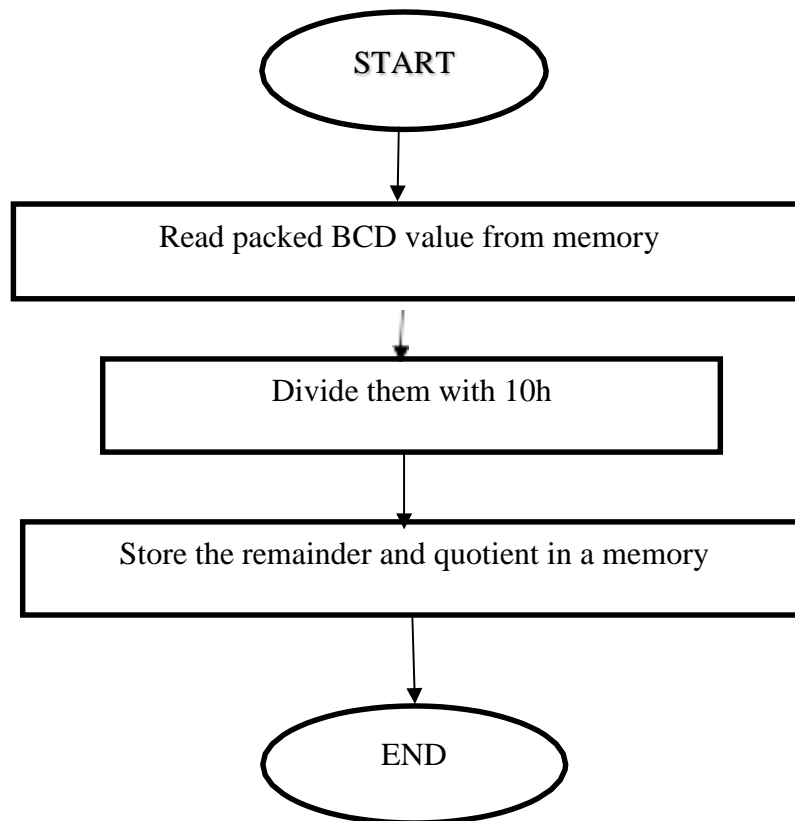 START
Read packed BCD value from memory
Divide them with 10h
Store the remainder and quotient in a memory
END